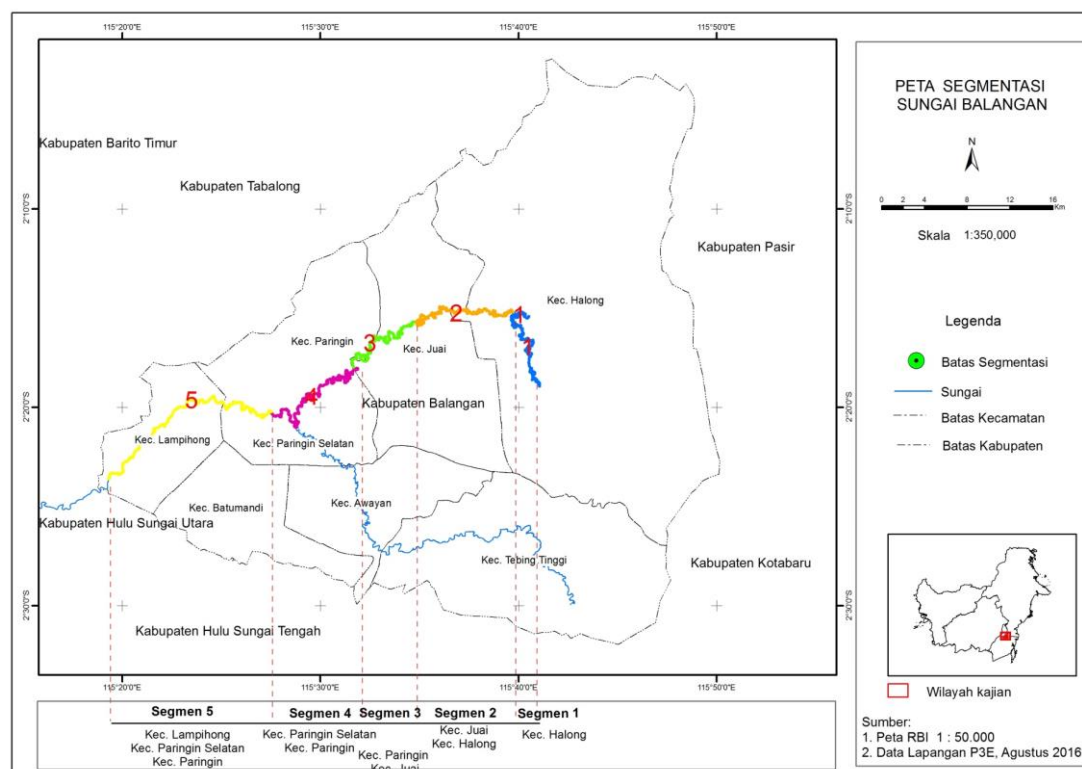 115°20'0"E 115°30'0"E 115°40'0"E 115°50'0"E
PETA SEGMENTASI
SUNGAI BALANGAN
N
0 2 4 8 12 16
Km
Skala 1:350,000
Legenda
Batas Segmentasi
Sungai
Batas Kecamatan
Batas Kabupaten
Wilayah kajian
Sumber:
1. Peta RBI 1 : 50.000
2. Data Lapangan P3E, Agustus 2016
Kabupaten Barito Timur
Kabupaten Tabalong
2°10'0"S 2°10'0"S
Kabupaten Pasir
Kec. Halong
1
2
1
3
Kec. Paringin
Kec. Juai
4
5
Kabupaten Balangan
2°20'0"S 2°20'0"S
Kec. Lampihong
Kec. Paringin Selatan
Kec. Batumandi
Kec. Awayan
Kabupaten Hulu Sungai Utara
Kec. Tebing Tinggi
Kabupaten Kotabaru
2°30'0"S 2°30'0"S
Kabupaten Hulu Sungai Tengah
115°20'0"E 115°30'0"E 115°40'0"E 115°50'0"E
Segmen 5
Kec. Lampihong
Kec. Paringin Selatan
Kec. Paringin
Segmen 4
Kec. Paringin Selatan
Kec. Paringin
Segmen 3
Kec. Paringin
Kec. Juai
Segmen 2
Kec. Juai
Kec. Halong
Segmen 1
Kec. Halong